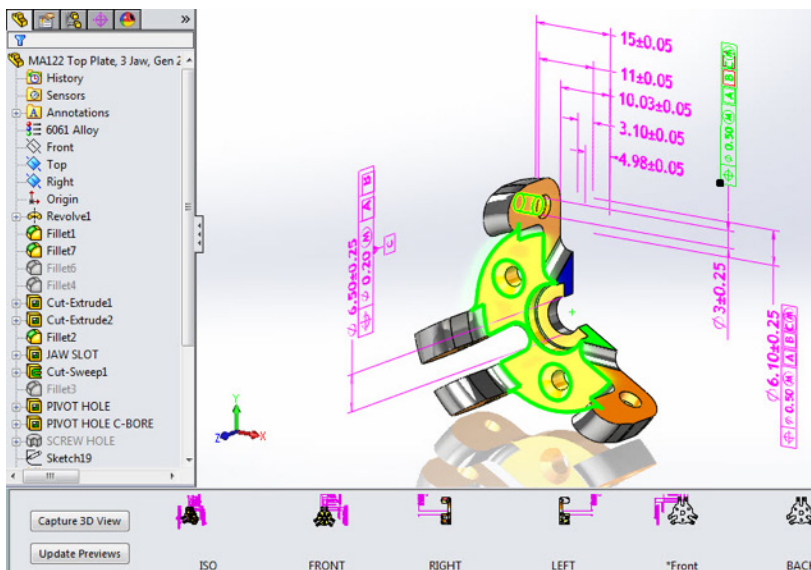 »
MA122 Top Plate, 3 Jaw, Gen 2
History
Sensors
A Annotations
6061 Alloy
Front
Top
Right
Origin
Revolve1
Fillet1
Fillet7
Fillet6
Fillet4
Cut-Extrude1
Cut-Extrude2
Fillet2
JAW SLOT
Cut-Sweep1
Fillet3
PIVOT HOLE
PIVOT HOLE C-BORE
SCREW HOLE
Sketch19
15±0.05
11±0.05
10.03±0.05
3.10±0.05
4.98±0.05
⌀ 0.50 Ⓜ A B
⌀ 6.50±0.25
⌀ 0.20 Ⓜ A B
C
⌀3±0.25
⌀6.10±0.25
⌀ 0.50 Ⓜ A B
Y
Z
X
Capture 3D View
Update Previews
ISO
FRONT
RIGHT
LEFT
*Front
BACK